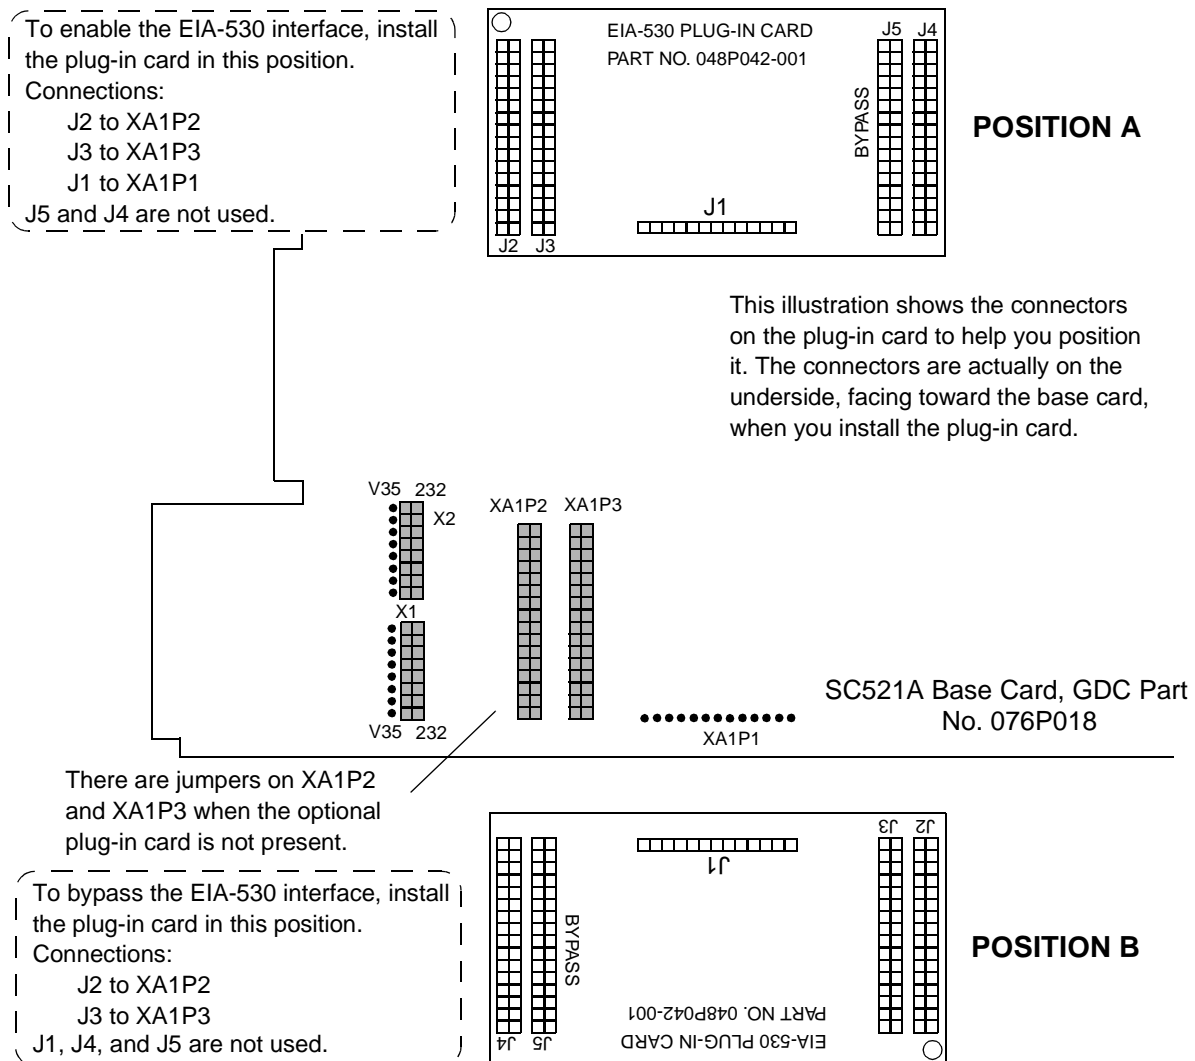 To enable the EIA-530 interface, install
the plug-in card in this position.
Connections:
J2 to XA1P2
J3 to XA1P3
J1 to XA1P1
J5 and J4 are not used.
EIA-530 PLUG-IN CARD
PART NO. 048P042-001
J5 J4
BYPASS
J1
J2 J3
POSITION A
This illustration shows the connectors
on the plug-in card to help you position
it. The connectors are actually on the
underside, facing toward the base card,
when you install the plug-in card.
V35 232
X2
X1
V35 232
XA1P2 XA1P3
XA1P1
SC521A Base Card, GDC Part
No. 076P018
There are jumpers on XA1P2
and XA1P3 when the optional
plug-in card is not present.
To bypass the EIA-530 interface, install
the plug-in card in this position.
Connections:
J2 to XA1P2
J3 to XA1P3
J1, J4, and J5 are not used.
J3 J2
J1
BYPASS
EIA-530 PLUG-IN CARD
PART NO. 048P042-001
J4 J5
POSITION B